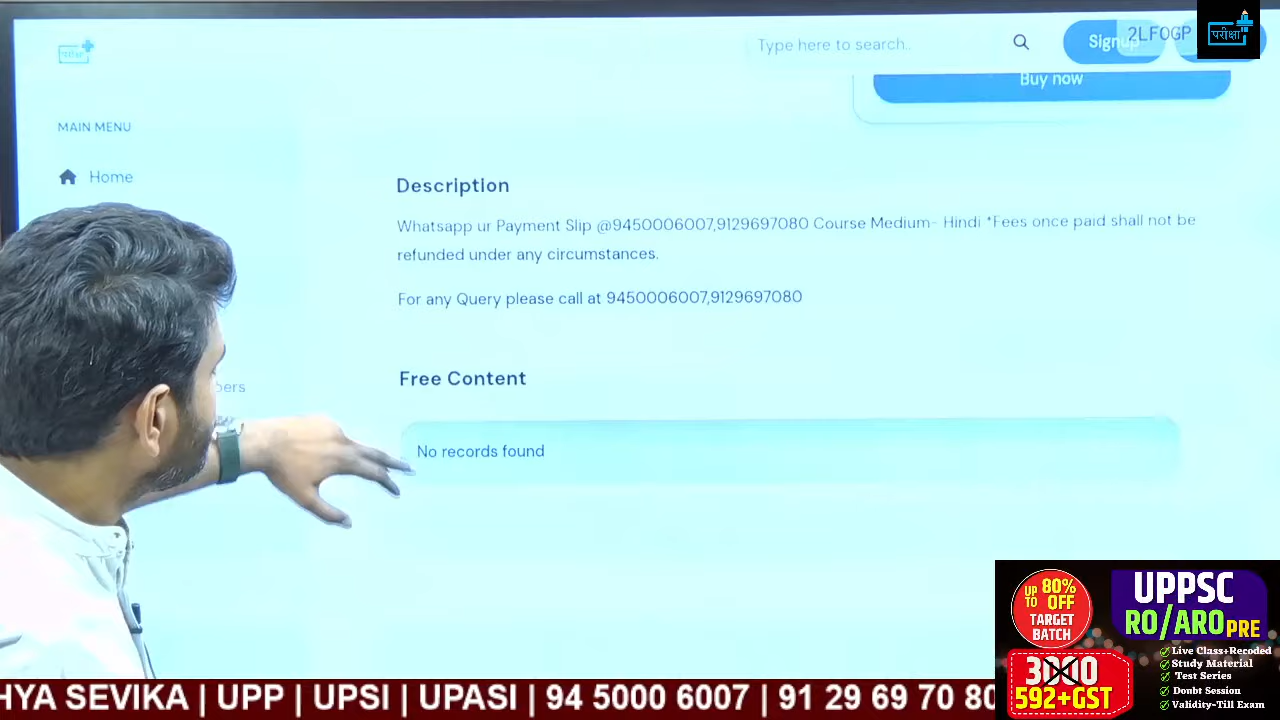 परीक्षा
Type here to search..
Signup
2LFOGP
परीक्षा
Buy now
MAIN MENU
Home
Description
Whatsapp ur Payment Slip @9450006007,9129697080 Course Medium- Hindi *Fees once paid shall not be
refunded under any circumstances.
For any Query please call at 9450006007,9129697080
Free Content
bers
No records found
UP TO 80% OFF
TARGET
BATCH
UPPSC
RO/ARO PRE
3000
592+GST
Live Class+Recoded
Study Material
Test Series
Doubt Session
Validity-Till Exam
HYA SEVIKA | UPP | UPSI | UPASI | 94 5000 6007 | 91 29 69 70 80